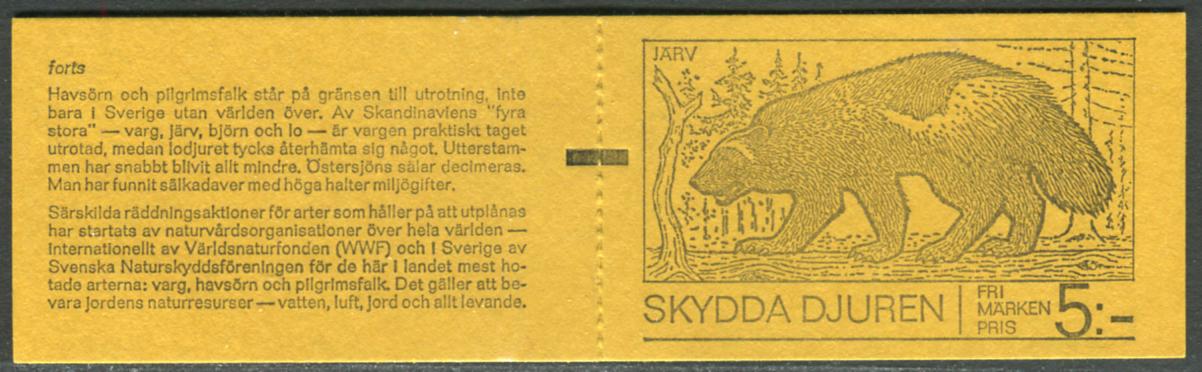 forts
Havsörn och pilgrimsfalk står på gränsen till utrotning, inte
bara i Sverige utan världen över. Av Skandinaviens "fyra
stora" — varg, järv, björn och lo — är vargen praktiskt taget
utrotad, medan lodjuret tycks återhämta sig något. Utterstam-
men har snabbt blivit allt mindre. Östersjöns sälar decimeras.
Man har funnit sälkadaver med höga halter miljögifter.
Särskilda räddningsaktioner för arter som håller på att utplånas
har startats av naturvårdsorganisationer över hela världen —
internationellt av Världsnaturfonden (WWF) och i Sverige av
Svenska Naturskyddsföreningen för de här i landet mest ho-
tade arterna: varg, havsörn och pilgrimsfalk. Det gäller att be-
vara jordens naturresurser — vatten, luft, jord och allt levande.
JÄRV
SKYDDA DJUREN
FRI
MÄRKEN
PRIS
5:-